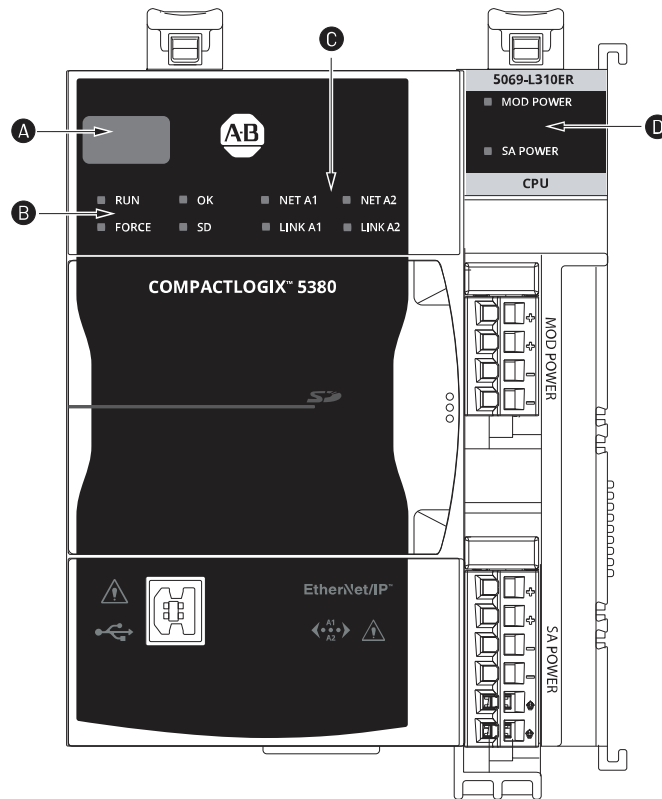 C
5069-L310ER
MOD POWER
A
A-B
D
SA POWER
CPU
RUN
OK
NET A1
NET A2
B
FORCE
SD
LINK A1
LINK A2
COMPACTLOGIX™ 5380
MOD POWER
+
+
-
-
SD
EtherNet/IP™
A1
A2
SA POWER
+
+
-
-